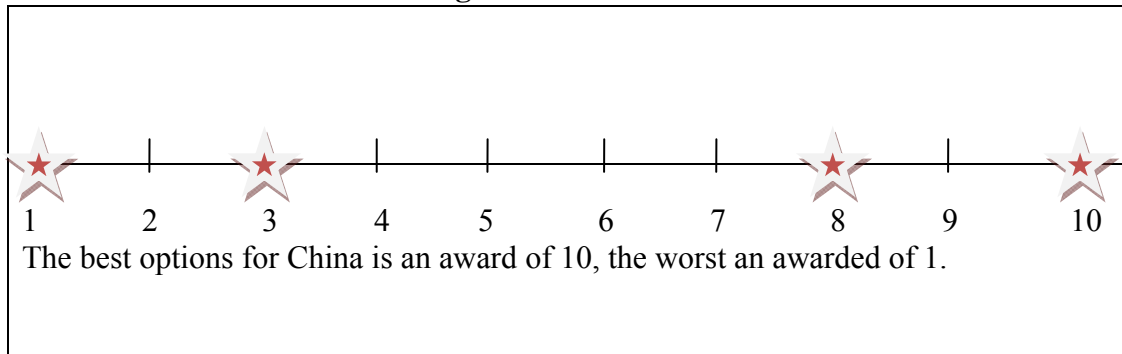 1 2 3 4 5 6 7 8 9 10
The best options for China is an award of 10, the worst an awarded of 1.